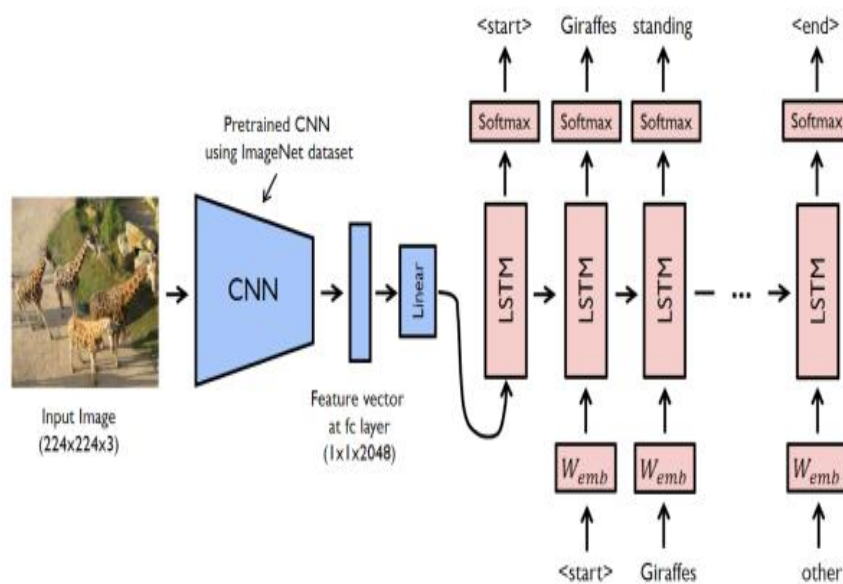 <start> Giraffes standing <end>
Softmax Softmax Softmax Softmax
Pretrained CNN
using ImageNet dataset
CNN
Linear
LSTM LSTM LSTM ... LSTM
Feature vector
at fc layer
(1x1x2048)
Input Image
(224x224x3)
W_emb W_emb W_emb
<start> Giraffes other